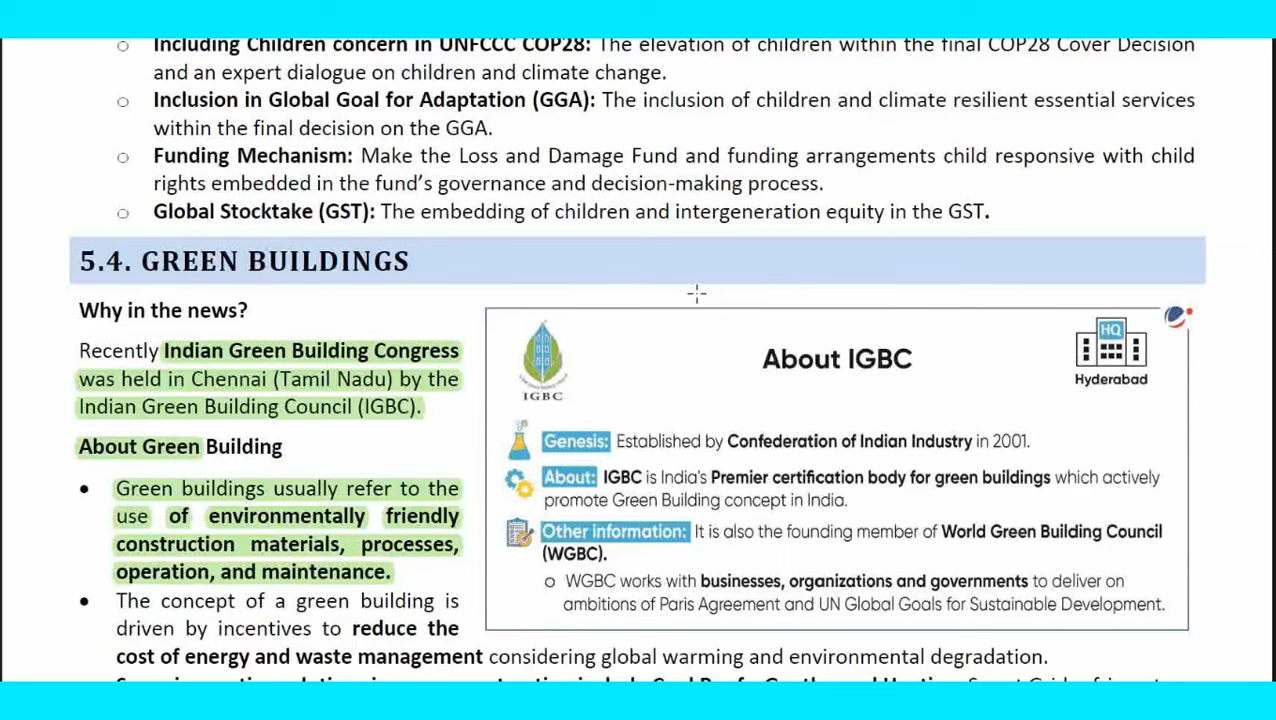 ○ Including Children concern in UNFCCC COP28: The elevation of children within the final COP28 Cover Decision
and an expert dialogue on children and climate change.
○ Inclusion in Global Goal for Adaptation (GGA): The inclusion of children and climate resilient essential services
within the final decision on the GGA.
○ Funding Mechanism: Make the Loss and Damage Fund and funding arrangements child responsive with child
rights embedded in the fund's governance and decision-making process.
○ Global Stocktake (GST): The embedding of children and intergeneration equity in the GST.
5.4. GREEN BUILDINGS
Why in the news?
Recently Indian Green Building Congress
was held in Chennai (Tamil Nadu) by the
Indian Green Building Council (IGBC).
About Green Building
• Green buildings usually refer to the
use of environmentally friendly
construction materials, processes,
operation, and maintenance.
• The concept of a green building is
driven by incentives to reduce the
cost of energy and waste management considering global warming and environmental degradation.
IGBC
About IGBC
HQ
Hyderabad
Genesis: Established by Confederation of Indian Industry in 2001.
About: IGBC is India's Premier certification body for green buildings which actively
promote Green Building concept in India.
Other information: It is also the founding member of World Green Building Council
(WGBC).
○ WGBC works with businesses, organizations and governments to deliver on
ambitions of Paris Agreement and UN Global Goals for Sustainable Development.